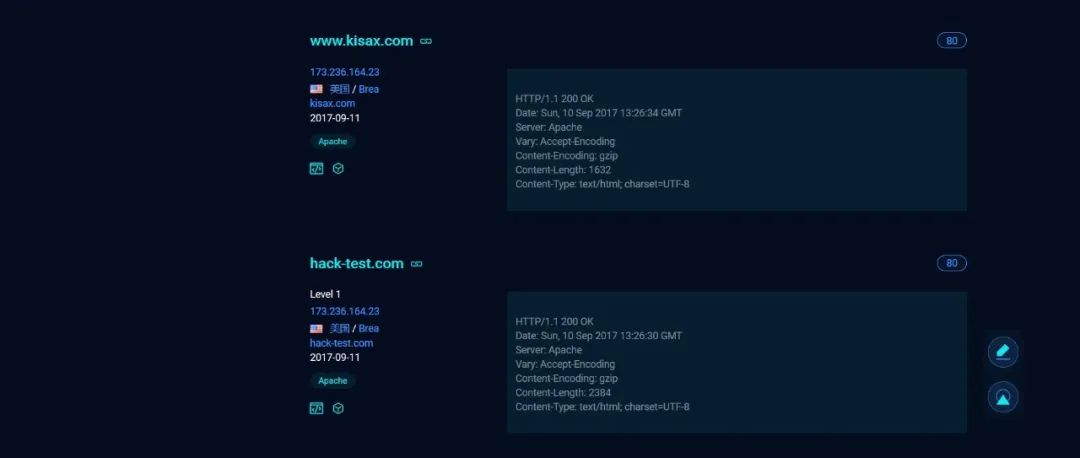 www.kisax.com
80
173.236.164.23
美国 / Brea
kisax.com
2017-09-11
Apache
HTTP/1.1 200 OK
Date: Sun, 10 Sep 2017 13:26:34 GMT
Server: Apache
Vary: Accept-Encoding
Content-Encoding: gzip
Content-Length: 1632
Content-Type: text/html; charset=UTF-8
hack-test.com
80
Level 1
173.236.164.23
美国 / Brea
hack-test.com
2017-09-11
Apache
HTTP/1.1 200 OK
Date: Sun, 10 Sep 2017 13:26:30 GMT
Server: Apache
Vary: Accept-Encoding
Content-Encoding: gzip
Content-Length: 2384
Content-Type: text/html; charset=UTF-8